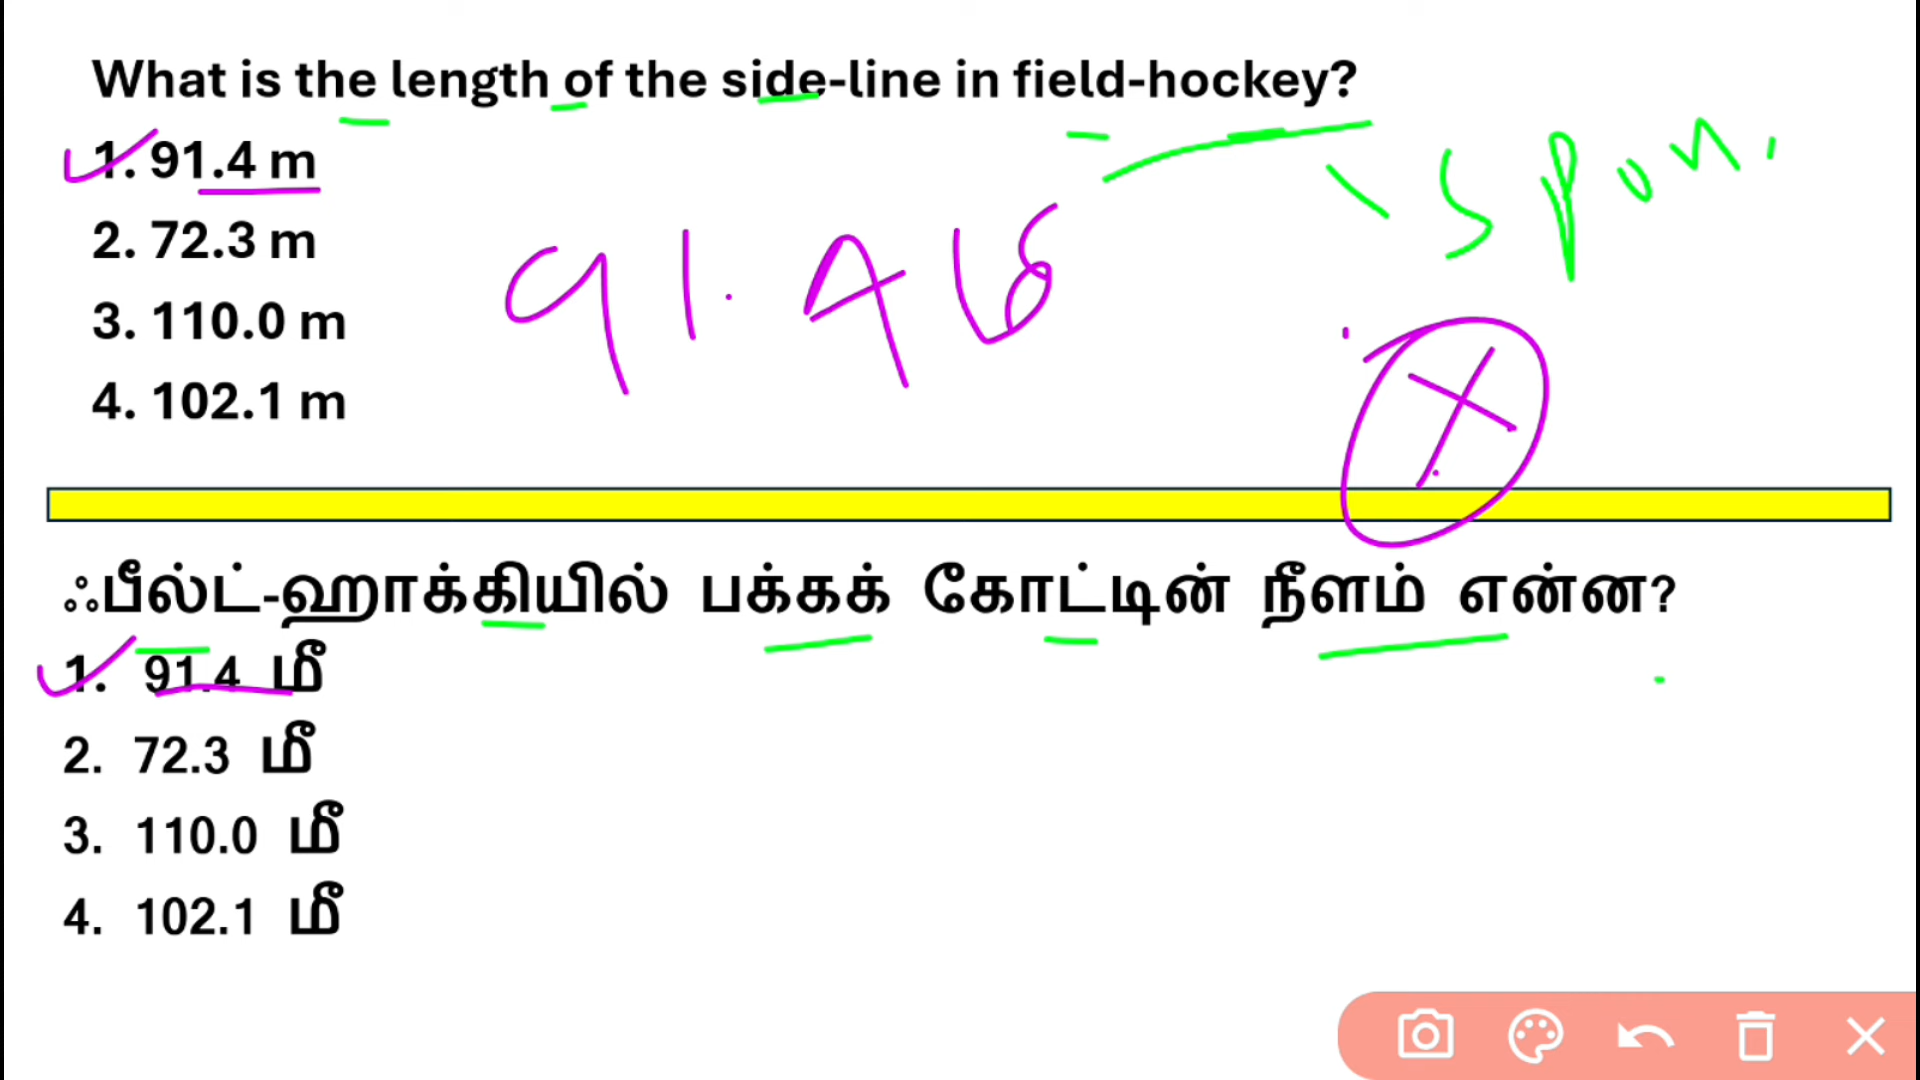 What is the length of the side-line in field-hockey?
1. 91.4 m
2. 72.3 m
3. 110.0 m
4. 102.1 m
91.46
ஃபீல்ட்-ஹாக்கியில் பக்கக் கோட்டின் நீளம் என்ன?
1. 91.4 மீ
2. 72.3 மீ
3. 110.0 மீ
4. 102.1 மீ